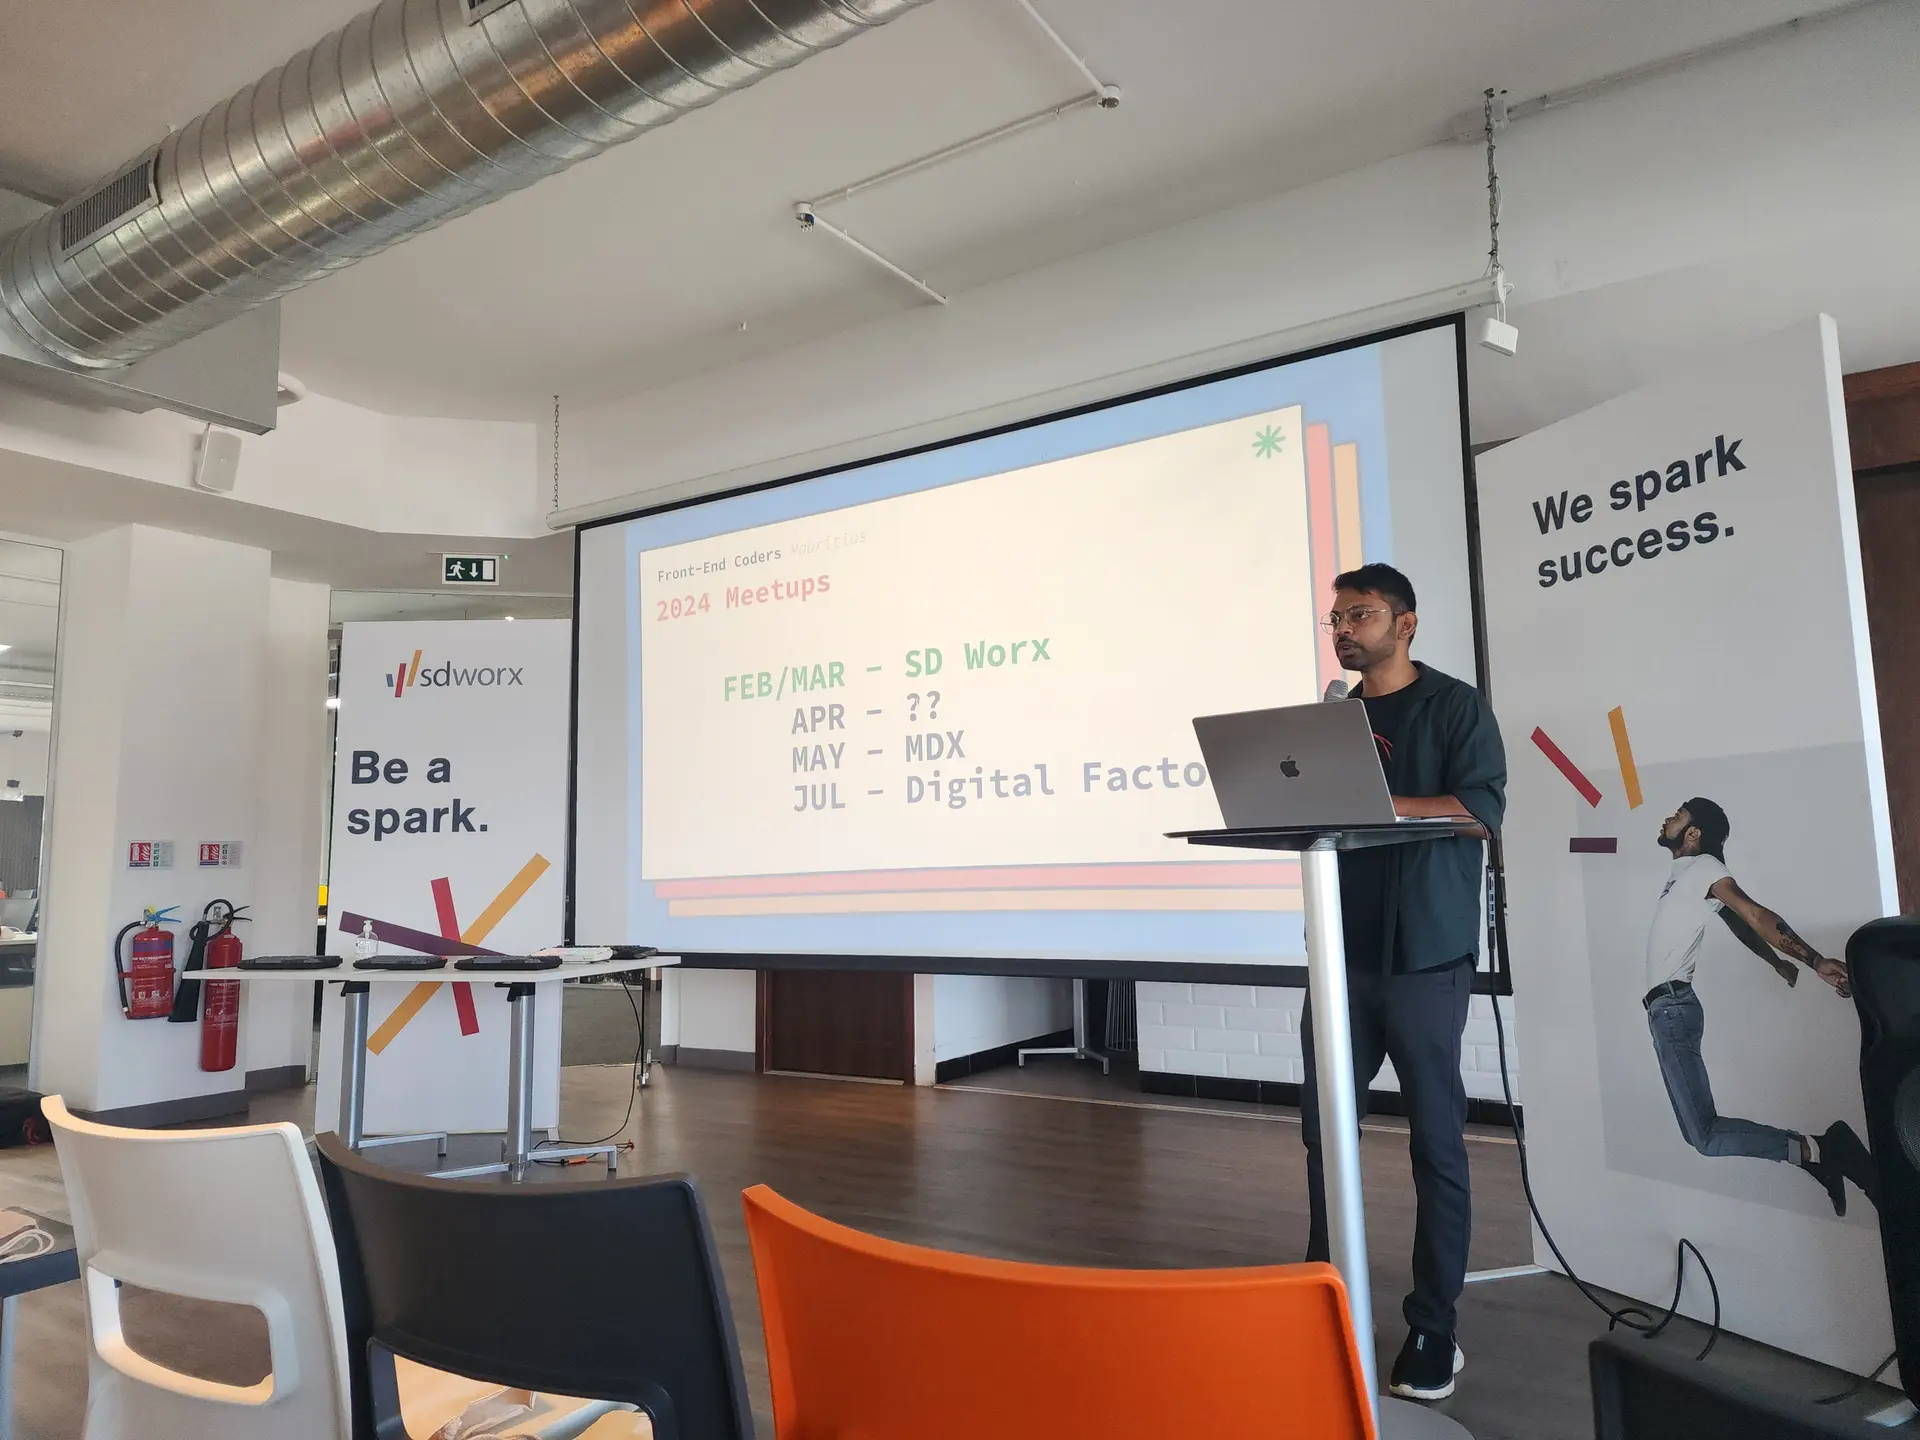 Front-End Coders Mauritius
2024 Meetups
FEB/MAR - SD Worx
APR - ??
MAY - MDX
JUL - Digital Facto
sdworx
Be a
spark.
We spark
success.